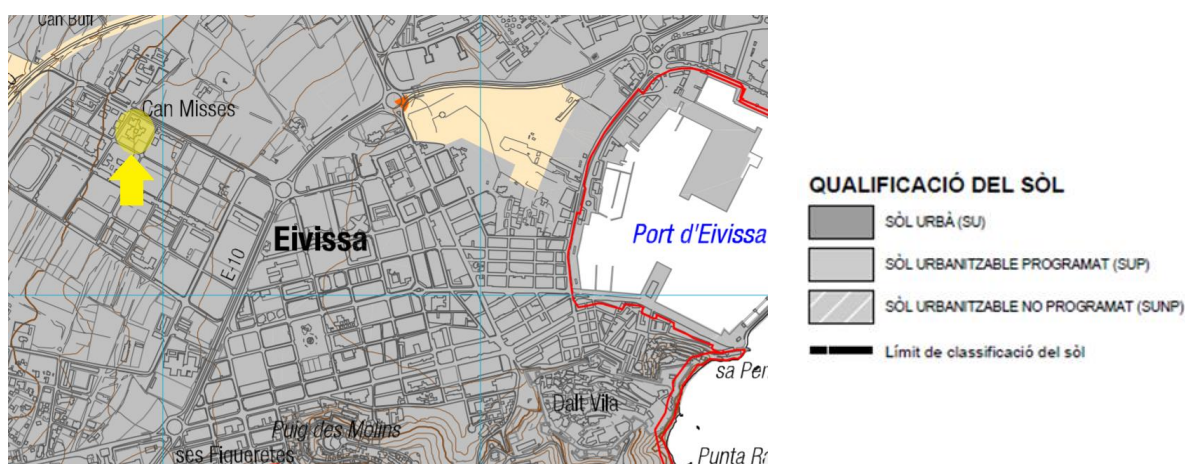 Can Misses
Eivissa
E-10
Port d'Eivissa
Dalt Vila
Puig des Molins
ses Figueretes
sa Pen
Punta Ra
QUALIFICACIÓ DEL SÒL
SÒL URBÀ (SU)
SÒL URBANITZABLE PROGRAMAT (SUP)
SÒL URBANITZABLE NO PROGRAMAT (SUNP)
Límit de classificació del sòl